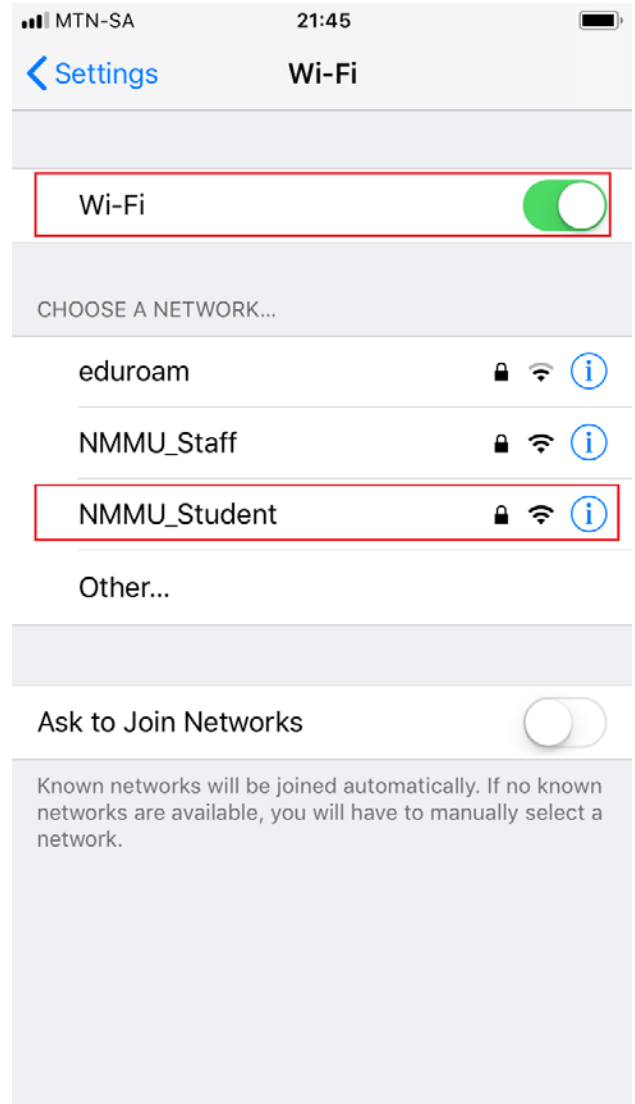 MTN-SA 21:45
Settings Wi-Fi
Wi-Fi
CHOOSE A NETWORK...
eduroam
NMMU_Staff
NMMU_Student
Other...
Ask to Join Networks
Known networks will be joined automatically. If no known
networks are available, you will have to manually select a
network.